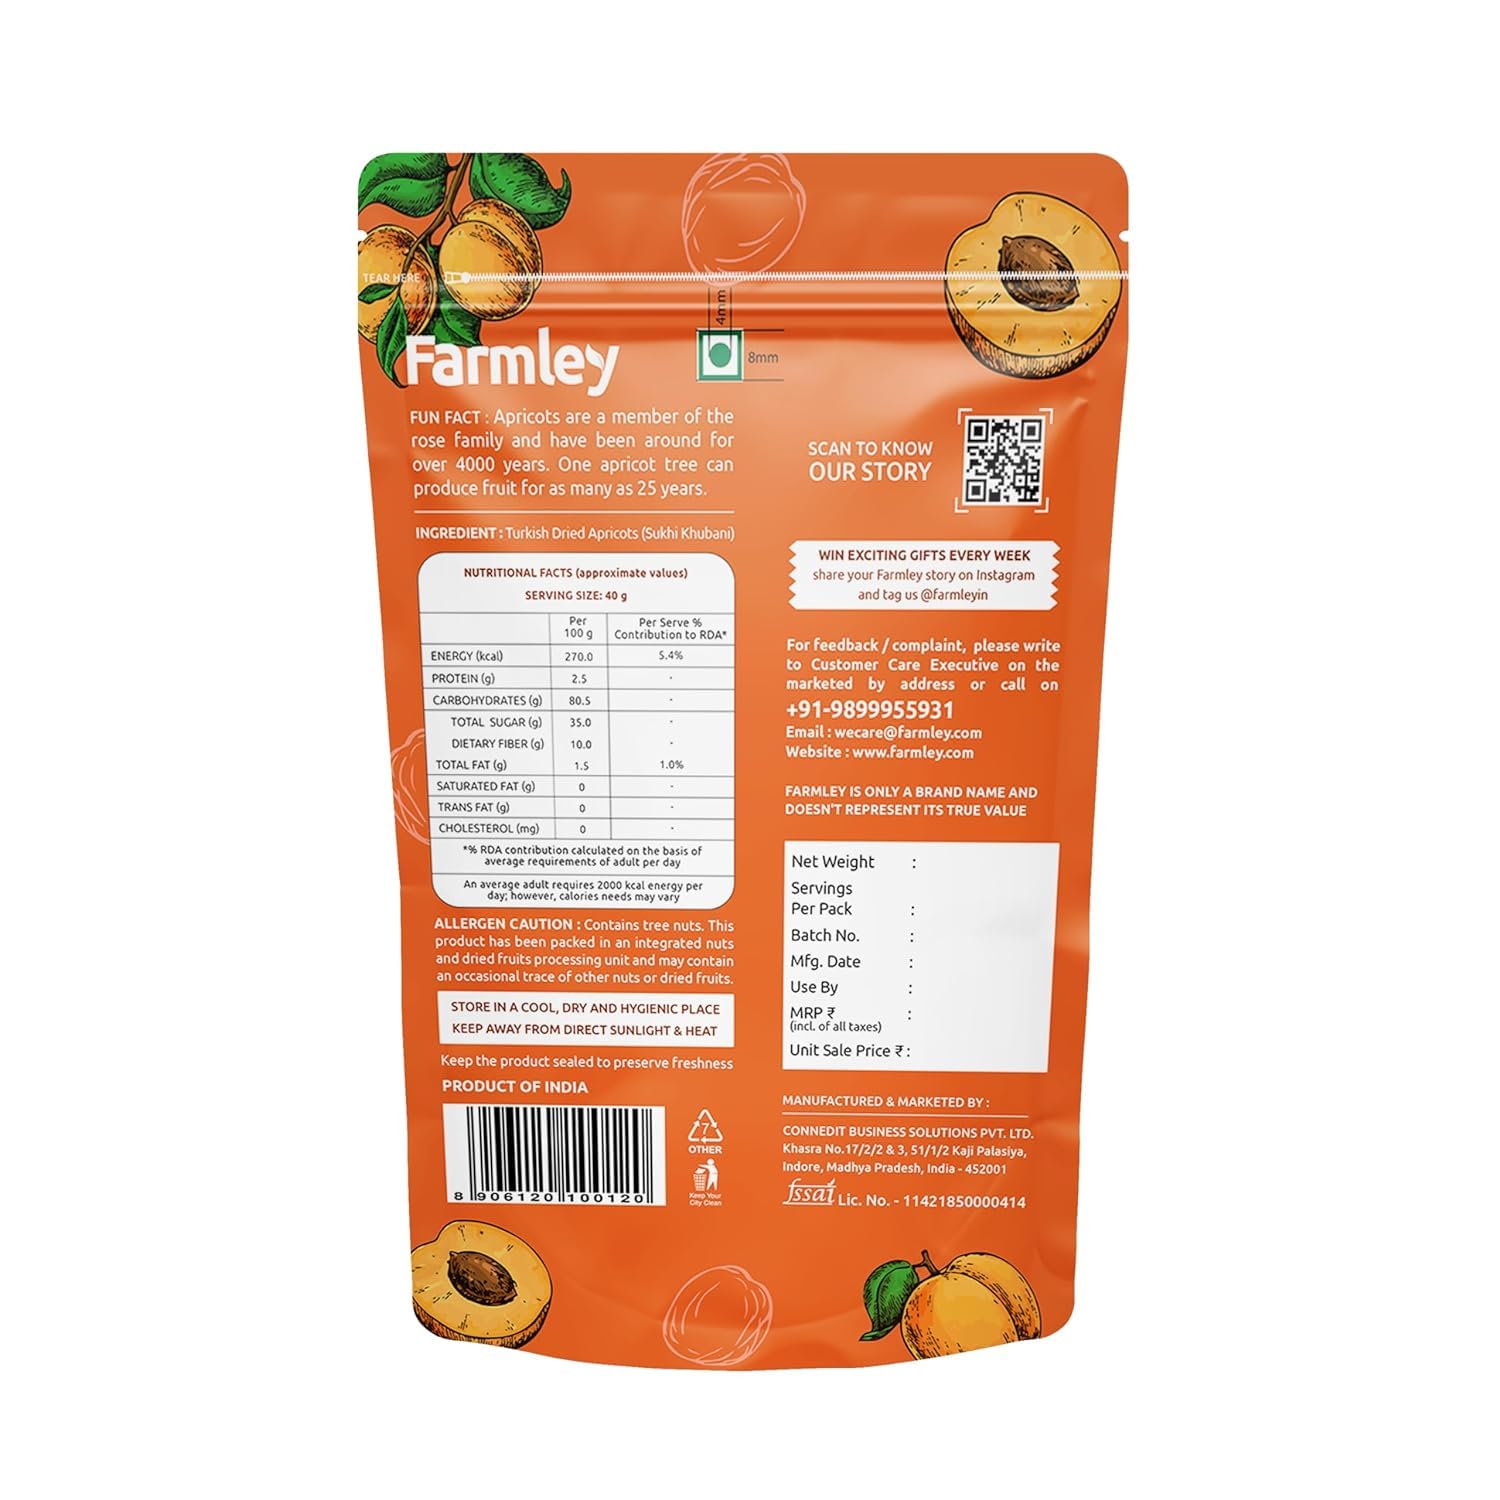 TEAR HERE
4mm
8mm
Farmley
FUN FACT : Apricots are a member of the
rose family and have been around for
over 4000 years. One apricot tree can
produce fruit for as many as 25 years.
INGREDIENT : Turkish Dried Apricots (Sukhi Khubani)
NUTRITIONAL FACTS (approximate values)
SERVING SIZE: 40 g
Per 100 g Per Serve % Contribution to RDA*
ENERGY (kcal) 270.0 5.4%
PROTEIN (g) 2.5 -
CARBOHYDRATES (g) 80.5 -
TOTAL SUGAR (g) 35.0 -
DIETARY FIBER (g) 10.0 -
TOTAL FAT (g) 1.5 1.0%
SATURATED FAT (g) 0 -
TRANS FAT (g) 0 -
CHOLESTEROL (mg) 0 -
*% RDA contribution calculated on the basis of
average requirements of adult per day
An average adult requires 2000 kcal energy per
day; however, calories needs may vary
ALLERGEN CAUTION : Contains tree nuts. This
product has been packed in an integrated nuts
and dried fruits processing unit and may contain
an occasional trace of other nuts or dried fruits.
STORE IN A COOL, DRY AND HYGIENIC PLACE
KEEP AWAY FROM DIRECT SUNLIGHT & HEAT
Keep the product sealed to preserve freshness
PRODUCT OF INDIA
8 906120 100120
7
OTHER
Keep Your
City Clean
SCAN TO KNOW
OUR STORY
WIN EXCITING GIFTS EVERY WEEK
share your Farmley story on Instagram
and tag us @farmleyin
For feedback / complaint, please write
to Customer Care Executive on the
marketed by address or call on
+91-9899955931
Email : wecare@farmley.com
Website : www.farmley.com
FARMLEY IS ONLY A BRAND NAME AND
DOESN'T REPRESENT ITS TRUE VALUE
Net Weight :
Servings
Per Pack :
Batch No. :
Mfg. Date :
Use By :
MRP ₹ :
(incl. of all taxes)
Unit Sale Price ₹ :
MANUFACTURED & MARKETED BY :
CONNEDIT BUSINESS SOLUTIONS PVT. LTD.
Khasra No.17/2/2 & 3, 51/1/2 Kaji Palasiya,
Indore, Madhya Pradesh, India - 452001
fssai Lic. No. - 11421850000414